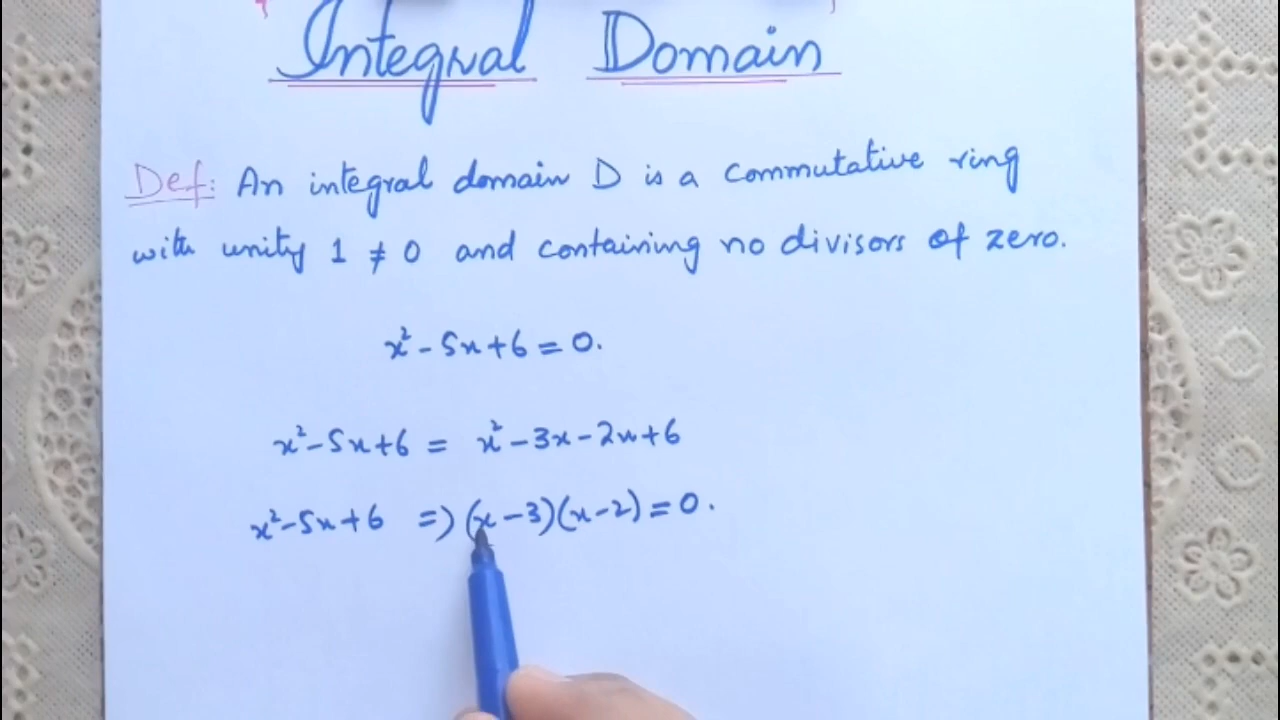 Integral Domain
Def: An integral domain D is a commutative ring
with unity 1 ≠ 0 and containing no divisors of zero.
x² - 5x + 6 = 0.
x² - 5x + 6 = x² - 3x - 2x + 6
x² - 5x + 6 => (x - 3)(x - 2) = 0.